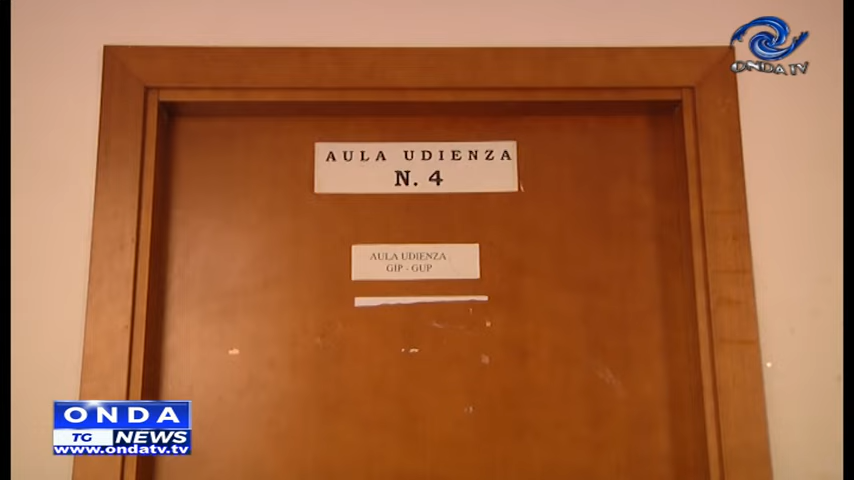 ONDA TV
AULA UDIENZA
N. 4
AULA UDIENZA
GIP - GUP
ONDA
TG NEWS
www.ondatv.tv